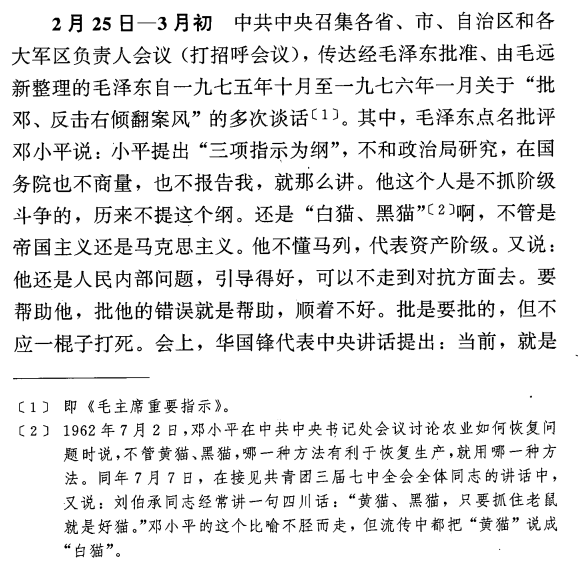 2月25日—3月初　中共中央召集各省、市、自治区和各
大军区负责人会议（打招呼会议），传达经毛泽东批准、由毛远
新整理的毛泽东自一九七五年十月至一九七六年一月关于“批
邓、反击右倾翻案风”的多次谈话〔1〕。其中，毛泽东点名批评
邓小平说：小平提出“三项指示为纲”，不和政治局研究，在国
务院也不商量，也不报告我，就那么讲。他这个人是不抓阶级
斗争的，历来不提这个纲。还是“白猫、黑猫”〔2〕啊，不管是
帝国主义还是马克思主义。他不懂马列，代表资产阶级。又说：
他还是人民内部问题，引导得好，可以不走到对抗方面去。要
帮助他，批他的错误就是帮助，顺着不好。批是要批的，但不
应一棍子打死。会上，华国锋代表中央讲话提出：当前，就是
〔1〕 即《毛主席重要指示》。
〔2〕 1962年7月2日，邓小平在中共中央书记处会议讨论农业如何恢复问
题时说，不管黄猫、黑猫，哪一种方法有利于恢复生产，就用哪一种方
法。同年7月7日，在接见共青团三届七中全会全体同志的讲话中，
又说：刘伯承同志经常讲一句四川话：“黄猫、黑猫，只要抓住老鼠
就是好猫。”邓小平的这个比喻不胫而走，但流传中都把“黄猫”说成
“白猫”。